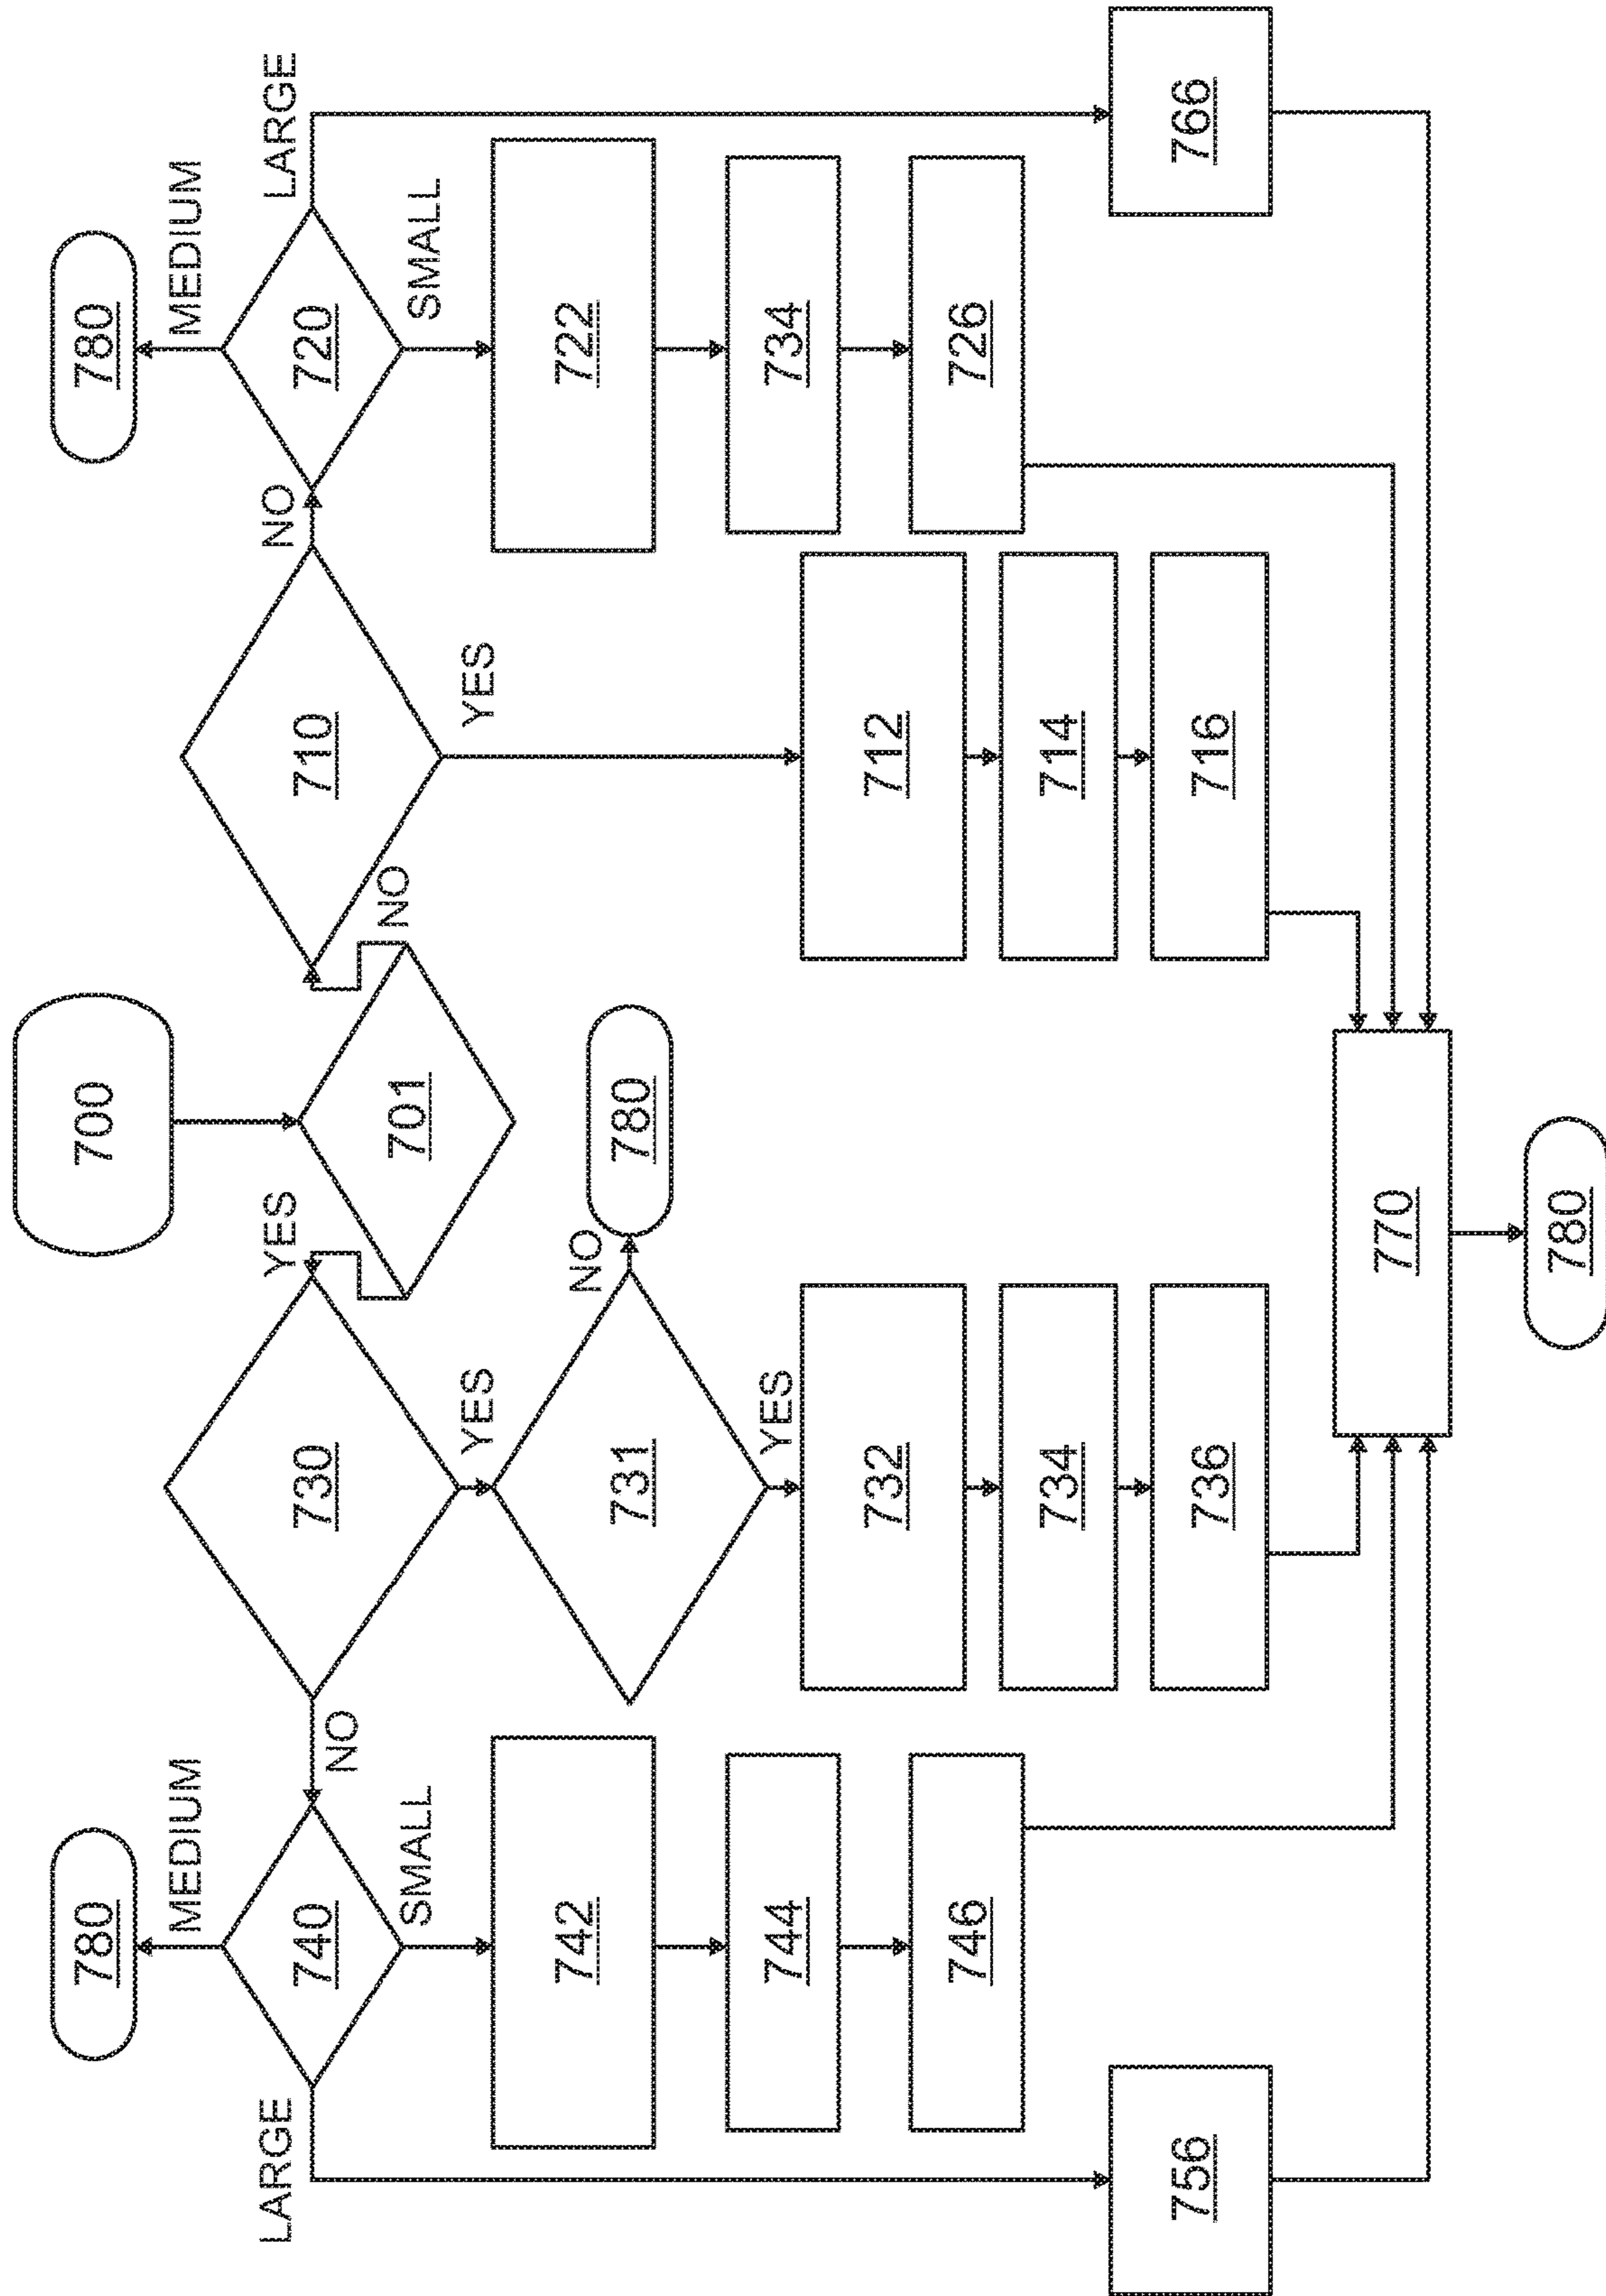 780
700
780
MEDIUM
MEDIUM
LARGE
YES
NO
LARGE
740
730
710
720
NO
SMALL
701
NO
SMALL
YES
YES
742
NO
722
731
780
YES
744
734
732
712
746
726
734
714
756
736
716
766
770
780